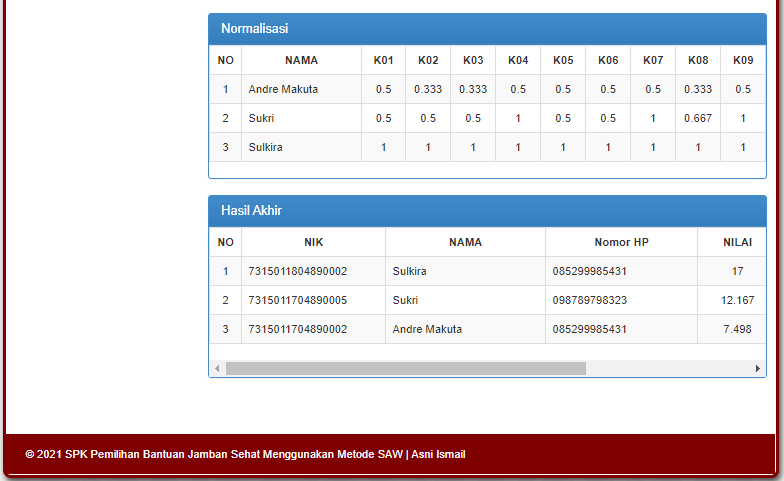 Normalisasi
NO NAMA K01 K02 K03 K04 K05 K06 K07 K08 K09
1 Andre Makuta 0.5 0.333 0.333 0.5 0.5 0.5 0.5 0.333 0.5
2 Sukri 0.5 0.5 0.5 1 0.5 0.5 1 0.667 1
3 Sulkira 1 1 1 1 1 1 1 1 1
Hasil Akhir
NO NIK NAMA Nomor HP NILAI
1 7315011804890002 Sulkira 085299985431 17
2 7315011704890005 Sukri 098789798323 12.167
3 7315011704890002 Andre Makuta 085299985431 7.498
© 2021 SPK Pemilihan Bantuan Jamban Sehat Menggunakan Metode SAW | Asni Ismail